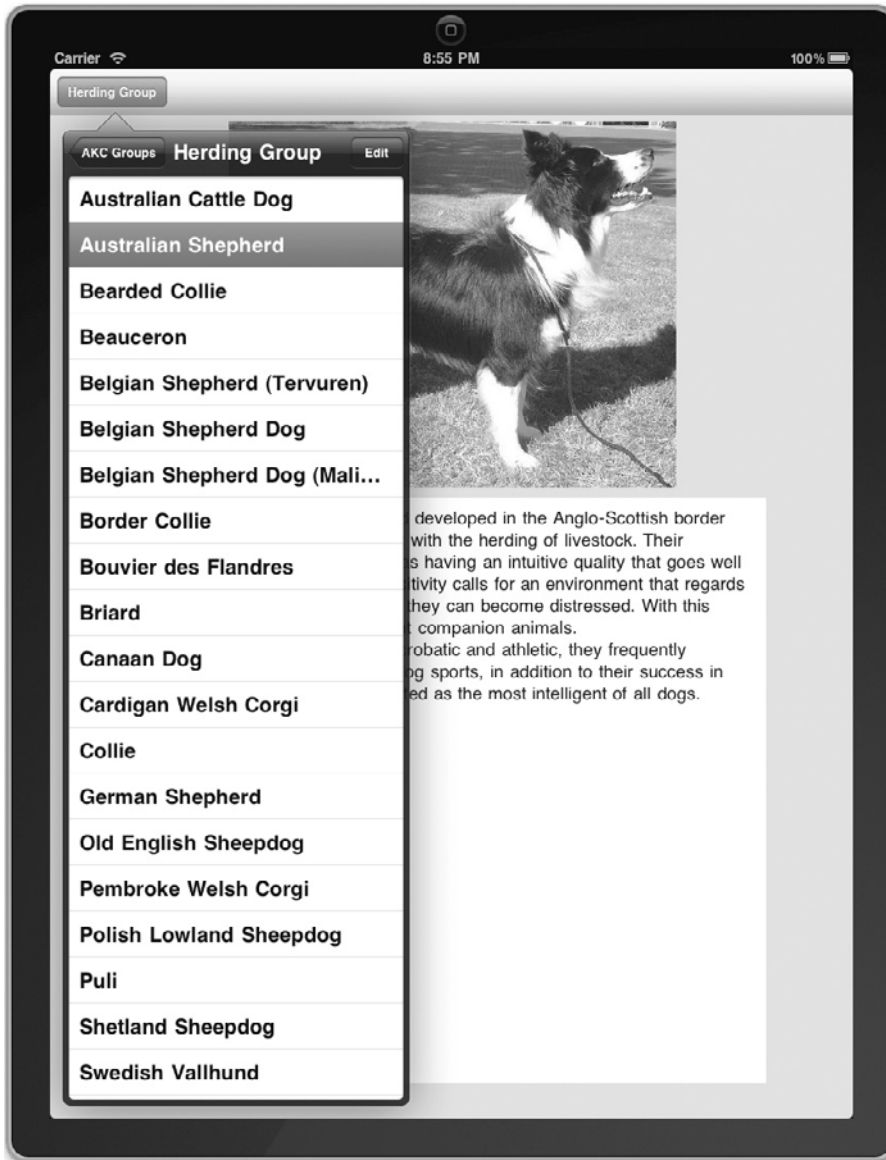 Carrier
8:55 PM
100%
Herding Group
AKC Groups
Herding Group
Edit
Australian Cattle Dog
Australian Shepherd
Bearded Collie
Beauceron
Belgian Shepherd (Tervuren)
Belgian Shepherd Dog
Belgian Shepherd Dog (Mali...
Border Collie
Bouvier des Flandres
Briard
Canaan Dog
Cardigan Welsh Corgi
Collie
German Shepherd
Old English Sheepdog
Pembroke Welsh Corgi
Polish Lowland Sheepdog
Puli
Shetland Sheepdog
Swedish Vallhund
developed in the Anglo-Scottish border
with the herding of livestock. Their
having an intuitive quality that goes well
calls for an environment that regards
they can become distressed. With this
companion animals.
and athletic, they frequently
sports, in addition to their success in
as the most intelligent of all dogs.